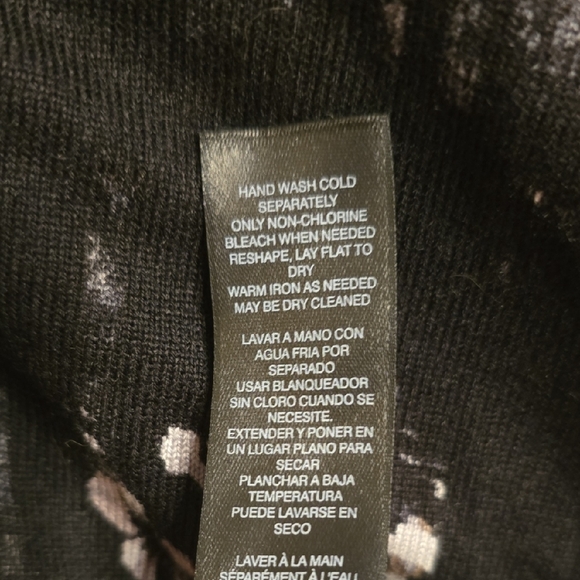 HAND WASH COLD
SEPARATELY
ONLY NON-CHLORINE
BLEACH WHEN NEEDED
RESHAPE, LAY FLAT TO
DRY
WARM IRON AS NEEDED
MAY BE DRY CLEANED
LAVAR A MANO CON
AGUA FRIA POR
SEPARADO
USAR BLANQUEADOR
SIN CLORO CUANDO SE
NECESITE.
EXTENDER Y PONER EN
UN LUGAR PLANO PARA
SECAR
PLANCHAR A BAJA
TEMPERATURA
PUEDE LAVARSE EN
SECO
LAVER À LA MAIN
SÉPARÉMENT À L'EAU